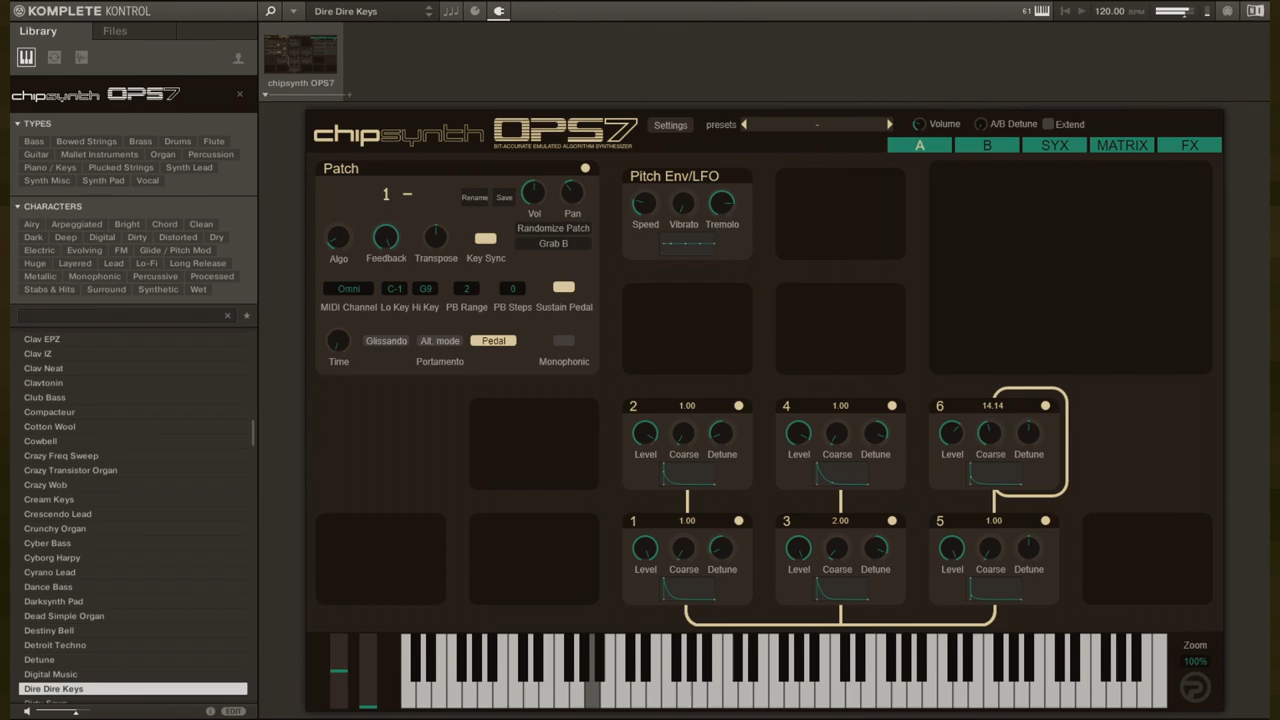 KOMPLETE KONTROL
Dire Dire Keys
61
120.00 BPM
Library
Files
chipsynth OPS7
TYPES
Bass Bowed Strings Brass Drums Flute
Guitar Mallet Instruments Organ Percussion
Piano / Keys Plucked Strings Synth Lead
Synth Misc Synth Pad Vocal
CHARACTERS
Airy Arpeggiated Bright Chord Clean
Dark Deep Digital Dirty Distorted Dry
Electric Evolving FM Glide / Pitch Mod
Huge Layered Lead Lo-Fi Long Release
Metallic Monophonic Percussive Processed
Stabs & Hits Surround Synthetic Wet
Clav EPZ
Clav IZ
Clav Neat
Clavtonin
Club Bass
Compacteur
Cotton Wool
Cowbell
Crazy Freq Sweep
Crazy Transistor Organ
Crazy Wob
Cream Keys
Crescendo Lead
Crunchy Organ
Cyber Bass
Cyborg Harpy
Cyrano Lead
Dance Bass
Darksynth Pad
Dead Simple Organ
Destiny Bell
Detroit Techno
Detune
Digital Music
Dire Dire Keys
EDIT
chipsynth OPS7
chipsynth OPS7
BIT-ACCURATE EMULATED ALGORITHM SYNTHESIZER
Settings
presets
-
Volume
A/B Detune
Extend
A B SYX MATRIX FX
Patch
1 -
Rename Save
Vol Pan
Randomize Patch
Grab B
Algo Feedback Transpose Key Sync
Omni C-1 G9 2 0
MIDI Channel Lo Key Hi Key PB Range PB Steps Sustain Pedal
Glissando Alt. mode Pedal
Time Portamento Monophonic
Pitch Env/LFO
Speed Vibrato Tremolo
2 1.00
Level Coarse Detune
4 1.00
Level Coarse Detune
6 14.14
Level Coarse Detune
1 1.00
Level Coarse Detune
3 2.00
Level Coarse Detune
5 1.00
Level Coarse Detune
Zoom
100%